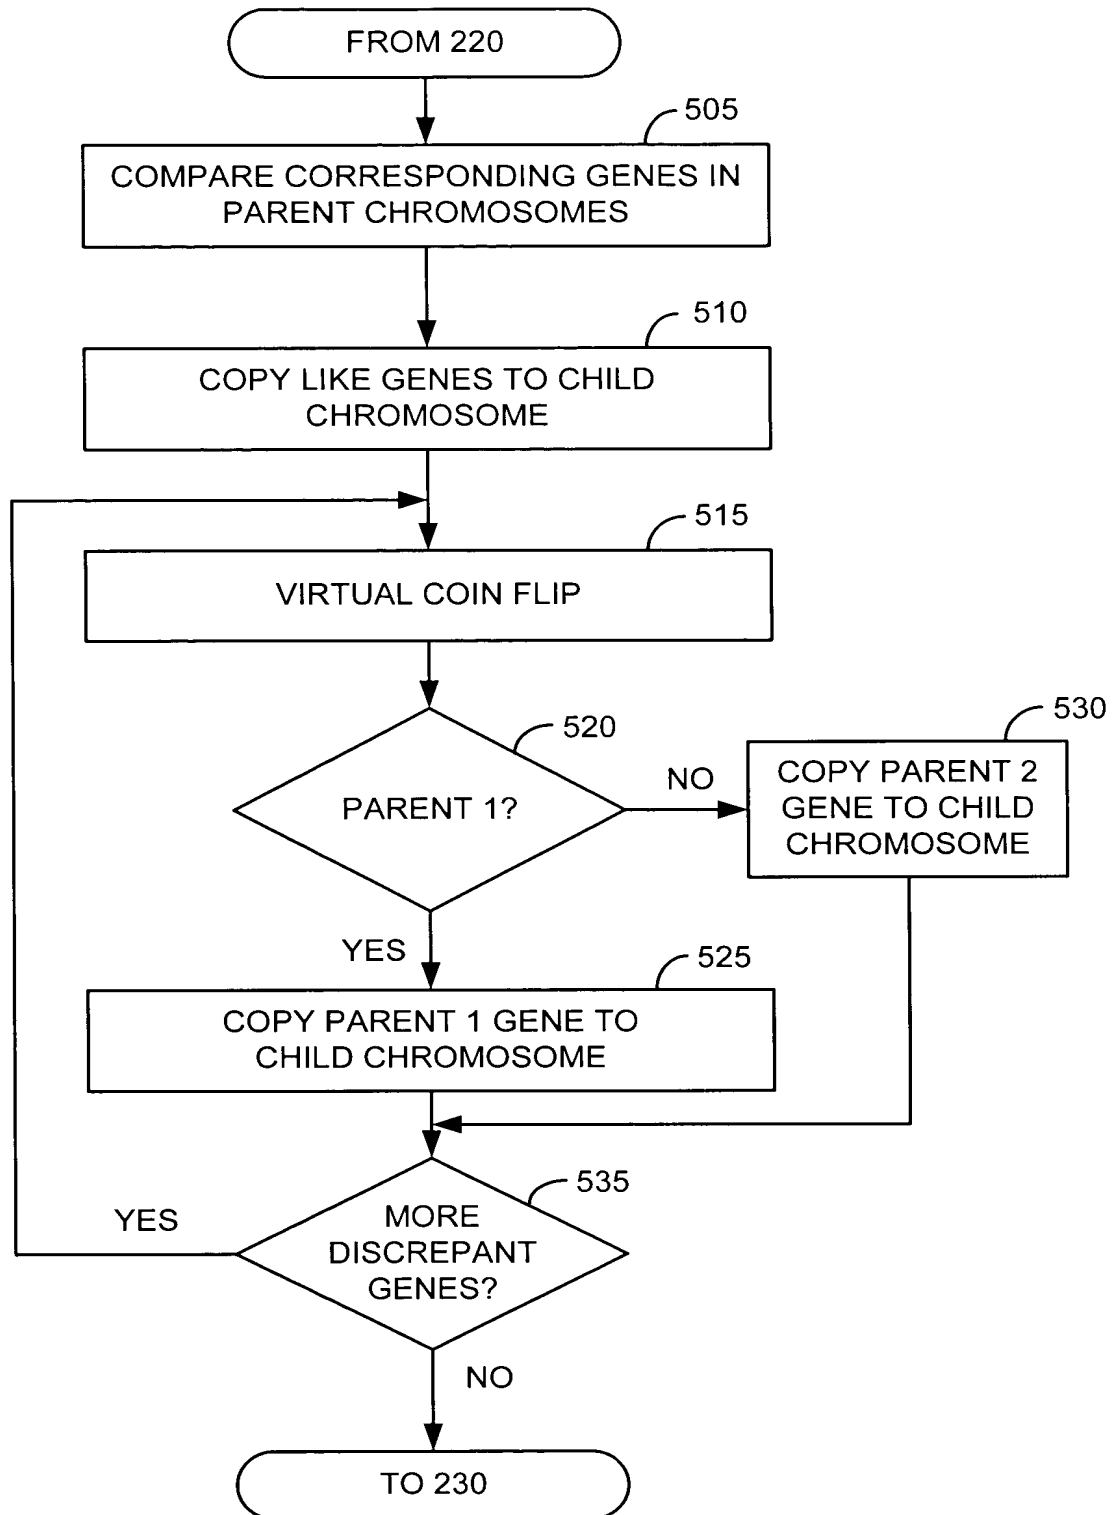 FROM 220
505
COMPARE CORRESPONDING GENES IN
PARENT CHROMOSOMES
510
COPY LIKE GENES TO CHILD
CHROMOSOME
515
VIRTUAL COIN FLIP
520
PARENT 1?
NO
530
COPY PARENT 2
GENE TO CHILD
CHROMOSOME
YES
525
COPY PARENT 1 GENE TO
CHILD CHROMOSOME
535
YES
MORE
DISCREPANT
GENES?
NO
TO 230